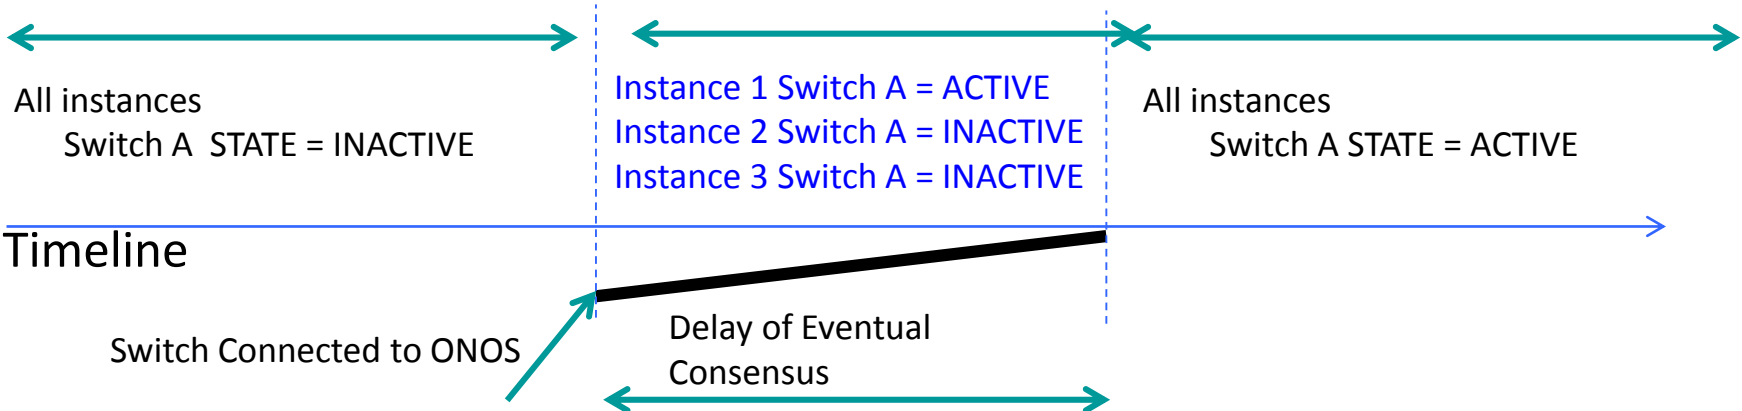 All instances
Switch A  STATE = INACTIVE
Instance 1 Switch A = ACTIVE
Instance 2 Switch A = INACTIVE
Instance 3 Switch A = INACTIVE
All instances
Switch A STATE = ACTIVE
Timeline
Switch Connected to ONOS
Delay of Eventual
Consensus